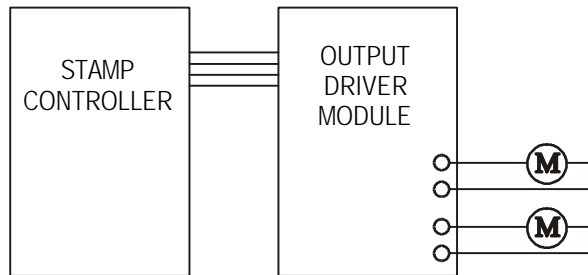 STAMP
CONTROLLER
OUTPUT
DRIVER
MODULE
M
M